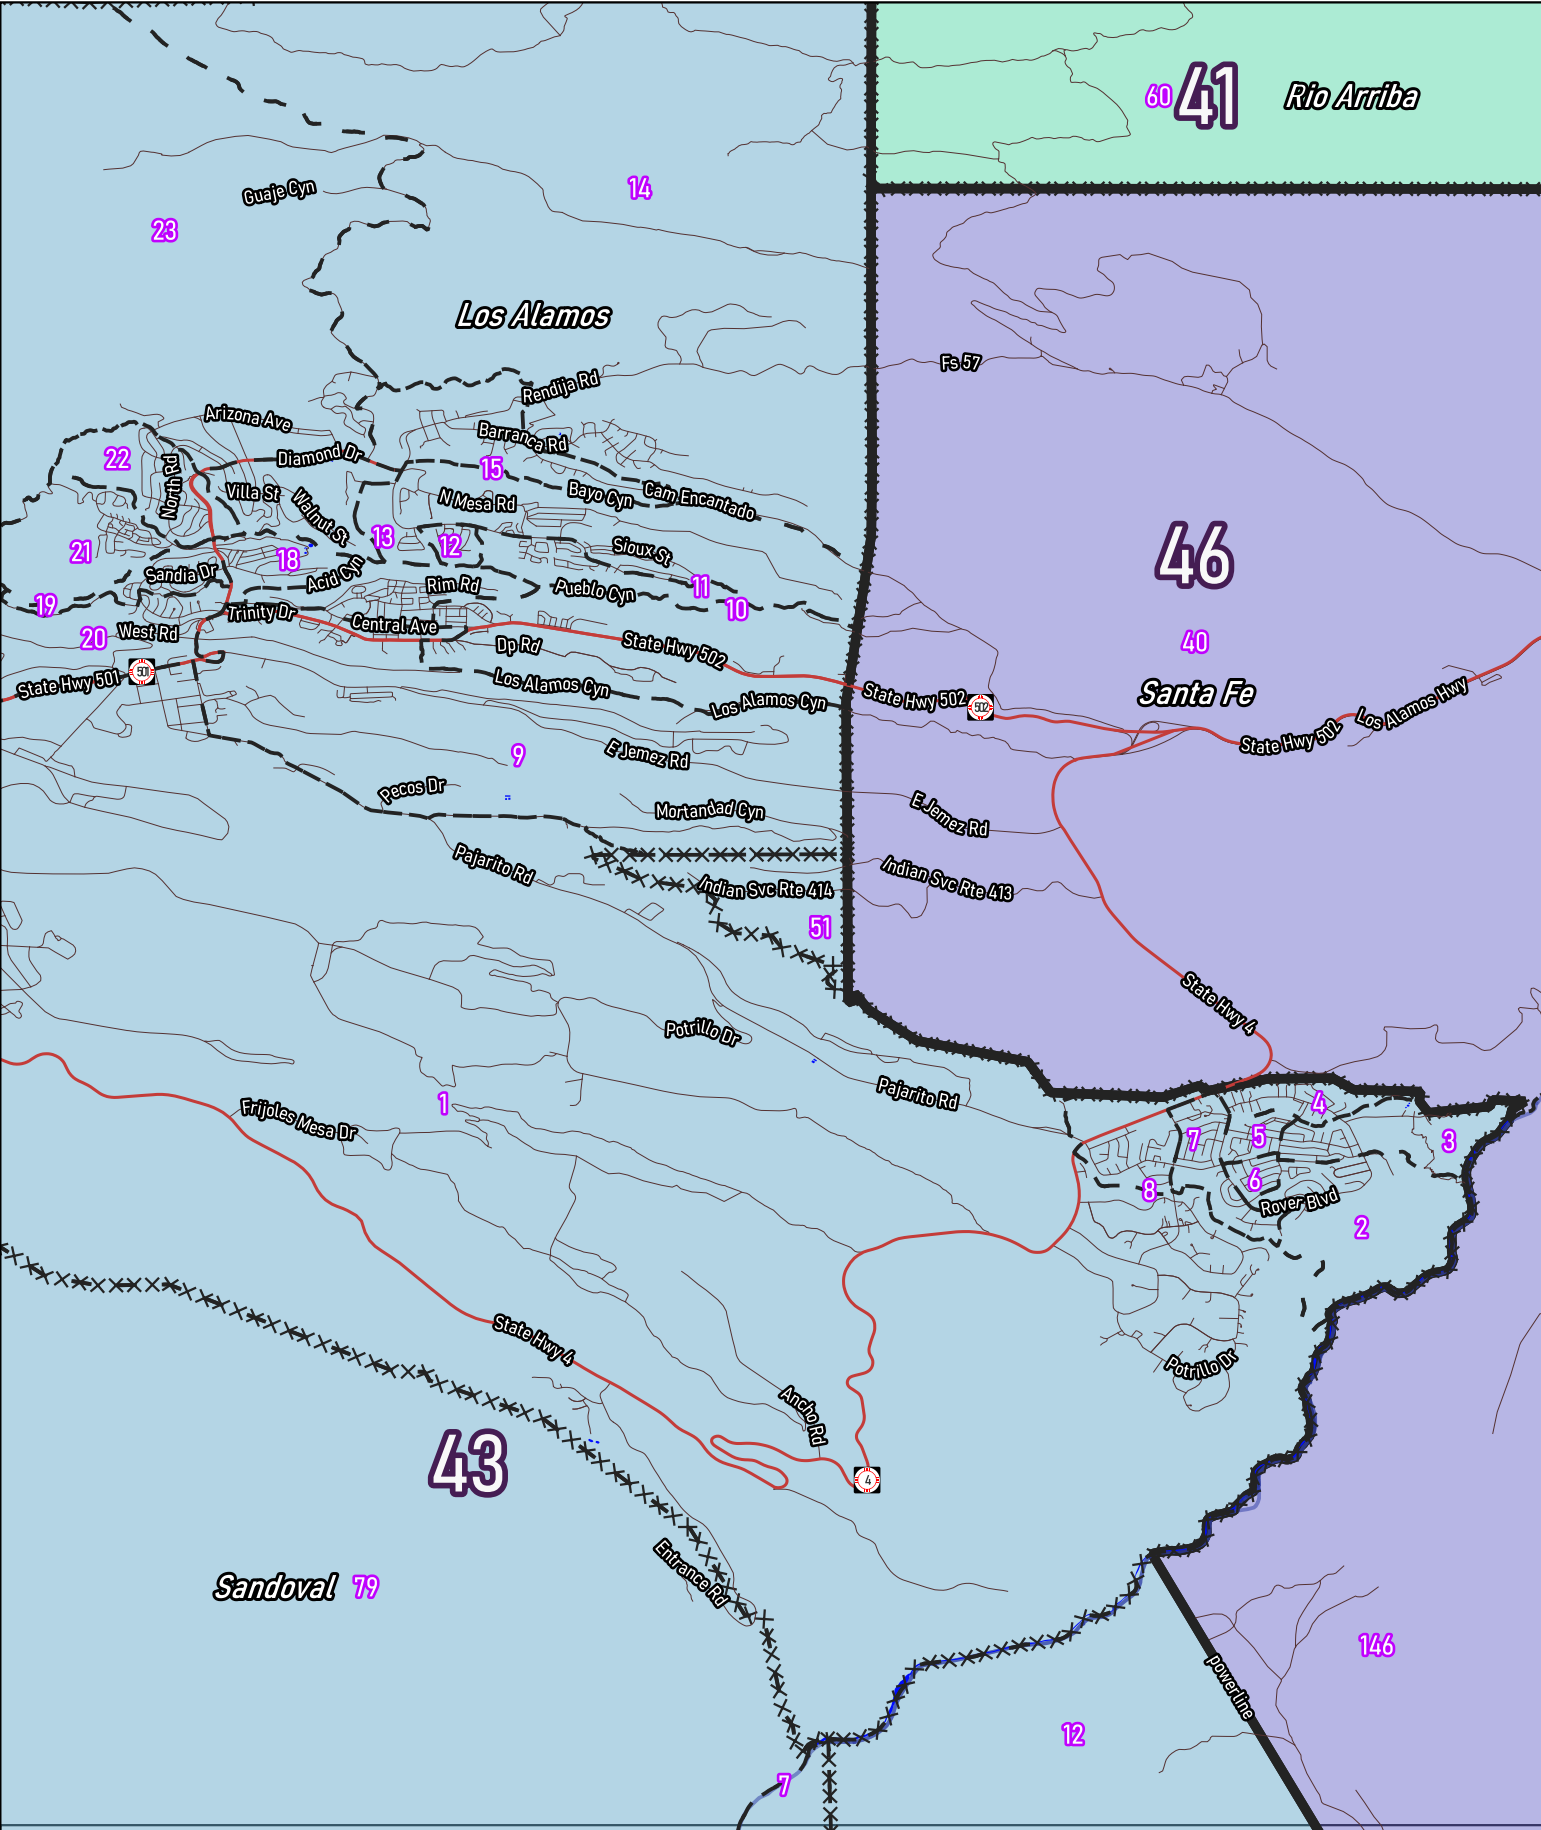 60
41
Rio Arriba
14
Guaje Cyn
23
Los Alamos
Fs 57
Rendija Rd
Arizona Ave
Barranca Rd
22
Diamond Dr
15
North Rd
Villa St
Walnut St
N Mesa Rd
Bayo Cyn
Cam Encantado
46
13
12
21
18
Sioux St
Sandia Dr
Acid Cyn
Rim Rd
Pueblo Cyn
11
10
19
Trinity Dr
Central Ave
20
West Rd
Dp Rd
State Hwy 502
40
State Hwy 501
501
Los Alamos Cyn
Los Alamos Cyn
State Hwy 502
502
Santa Fe
Los Alamos Hwy
State Hwy 502
9
E Jemez Rd
Pecos Dr
Mortandad Cyn
E Jemez Rd
Pajarito Rd
Indian Svc Rte 414
Indian Svc Rte 413
51
State Hwy 4
Potrillo Dr
Pajarito Rd
1
Frijoles Mesa Dr
4
7
5
3
8
6
Rover Blvd
2
State Hwy 4
Potrillo Dr
Ancho Rd
43
4
Entrance Rd
Sandoval
79
146
powerline
12
7